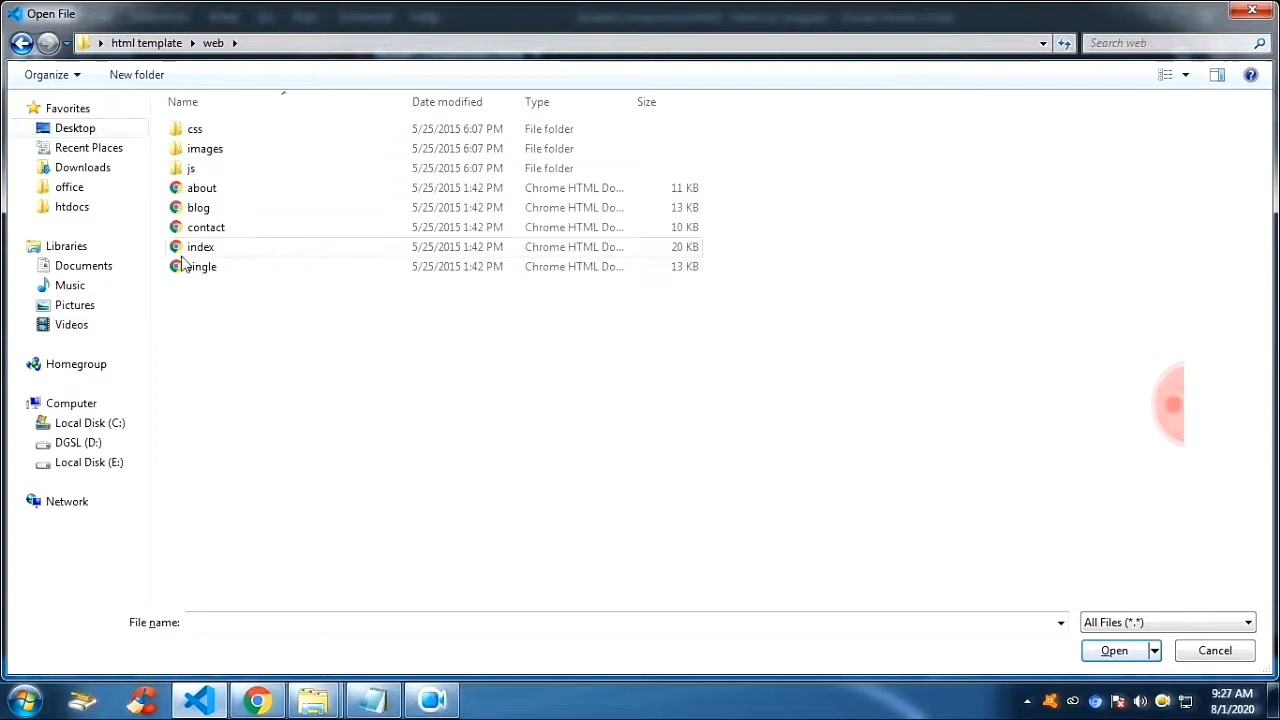 Open File
html template web
Search web
Organize New folder
Name Date modified Type Size
Favorites
Desktop
Recent Places
Downloads
office
htdocs
Libraries
Documents
Music
Pictures
Videos
Homegroup
Computer
Local Disk (C:)
DGSL (D:)
Local Disk (E:)
Network
css 5/25/2015 6:07 PM File folder
images 5/25/2015 6:07 PM File folder
js 5/25/2015 6:07 PM File folder
about 5/25/2015 1:42 PM Chrome HTML Do... 11 KB
blog 5/25/2015 1:42 PM Chrome HTML Do... 13 KB
contact 5/25/2015 1:42 PM Chrome HTML Do... 10 KB
index 5/25/2015 1:42 PM Chrome HTML Do... 20 KB
single 5/25/2015 1:42 PM Chrome HTML Do... 13 KB
File name:
All Files (*.*)
Open Cancel
9:27 AM
8/1/2020